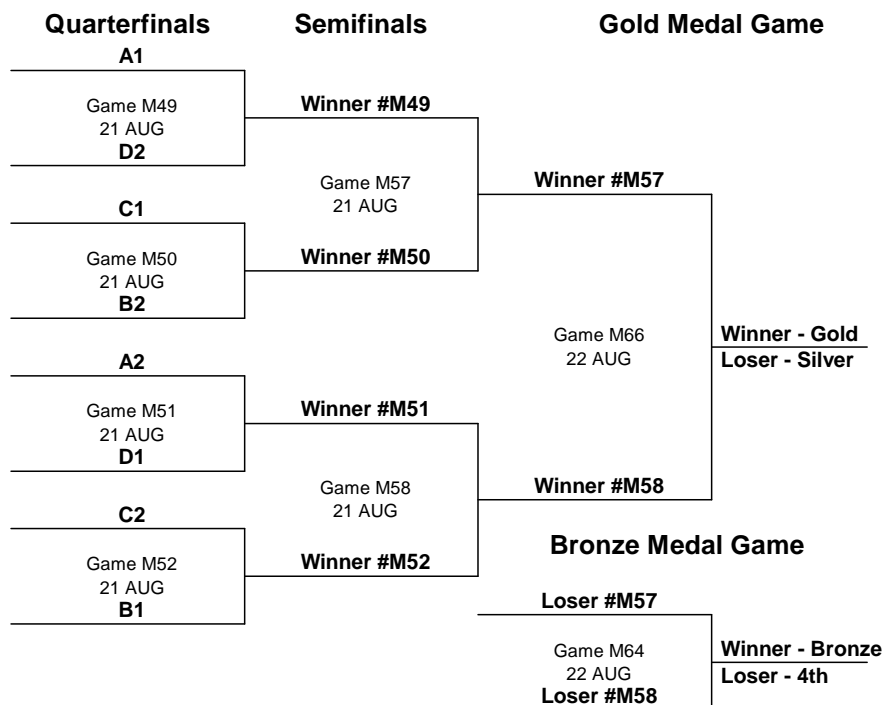 Quarterfinals Semifinals Gold Medal Game
A1
Game M49
21 AUG
D2
Winner #M49
Game M57
21 AUG
C1
Game M50
21 AUG
B2
Winner #M50
Winner #M57
Game M66
22 AUG
Winner - Gold
Loser - Silver
A2
Game M51
21 AUG
D1
Winner #M51
Game M58
21 AUG
Winner #M58
C2
Game M52
21 AUG
B1
Winner #M52
Bronze Medal Game
Loser #M57
Game M64
22 AUG
Loser #M58
Winner - Bronze
Loser - 4th